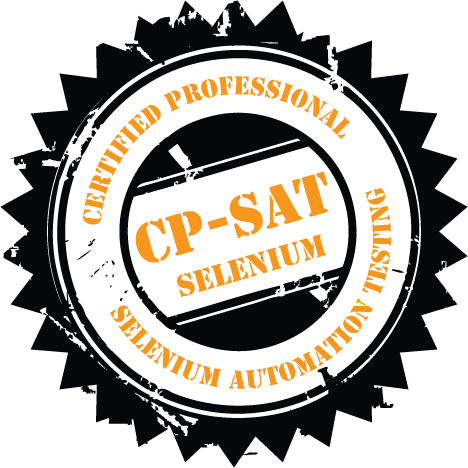 CERTIFIED PROFESSIONAL
CP-SAT
SELENIUM
SELENIUM AUTOMATION TESTING